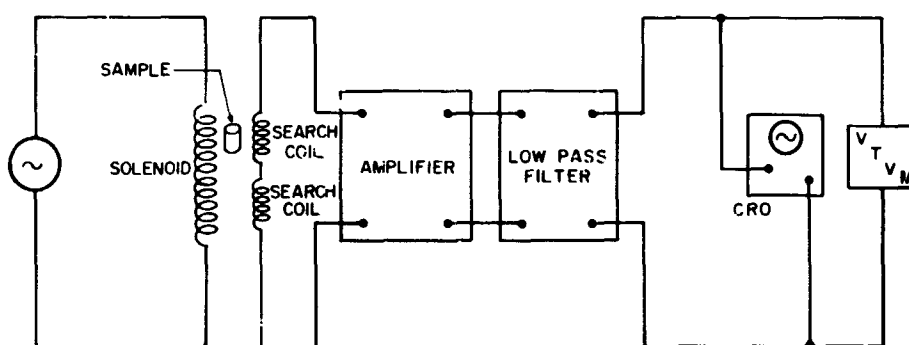 SAMPLE
SOLENOID
SEARCH
COIL
SEARCH
COIL
AMPLIFIER
LOW PASS
FILTER
CRO
V
T
V
M